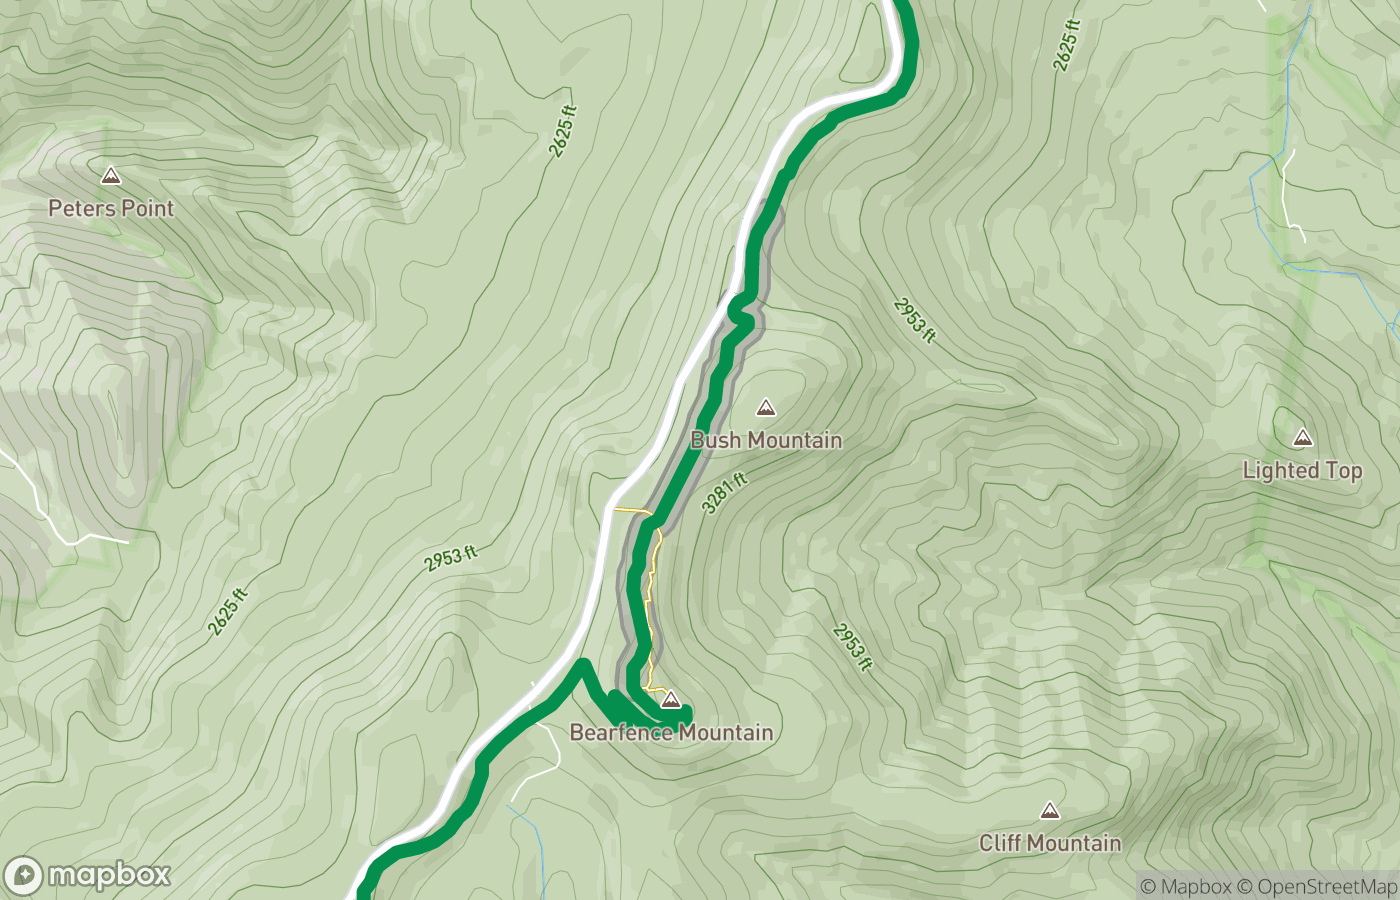 2625 ft
2625 ft
Peters Point
2953 ft
Bush Mountain
Lighted Top
3281 ft
2953 ft
2625 ft
2953 ft
Bearfence Mountain
Cliff Mountain
mapbox
© Mapbox © OpenStreetMap